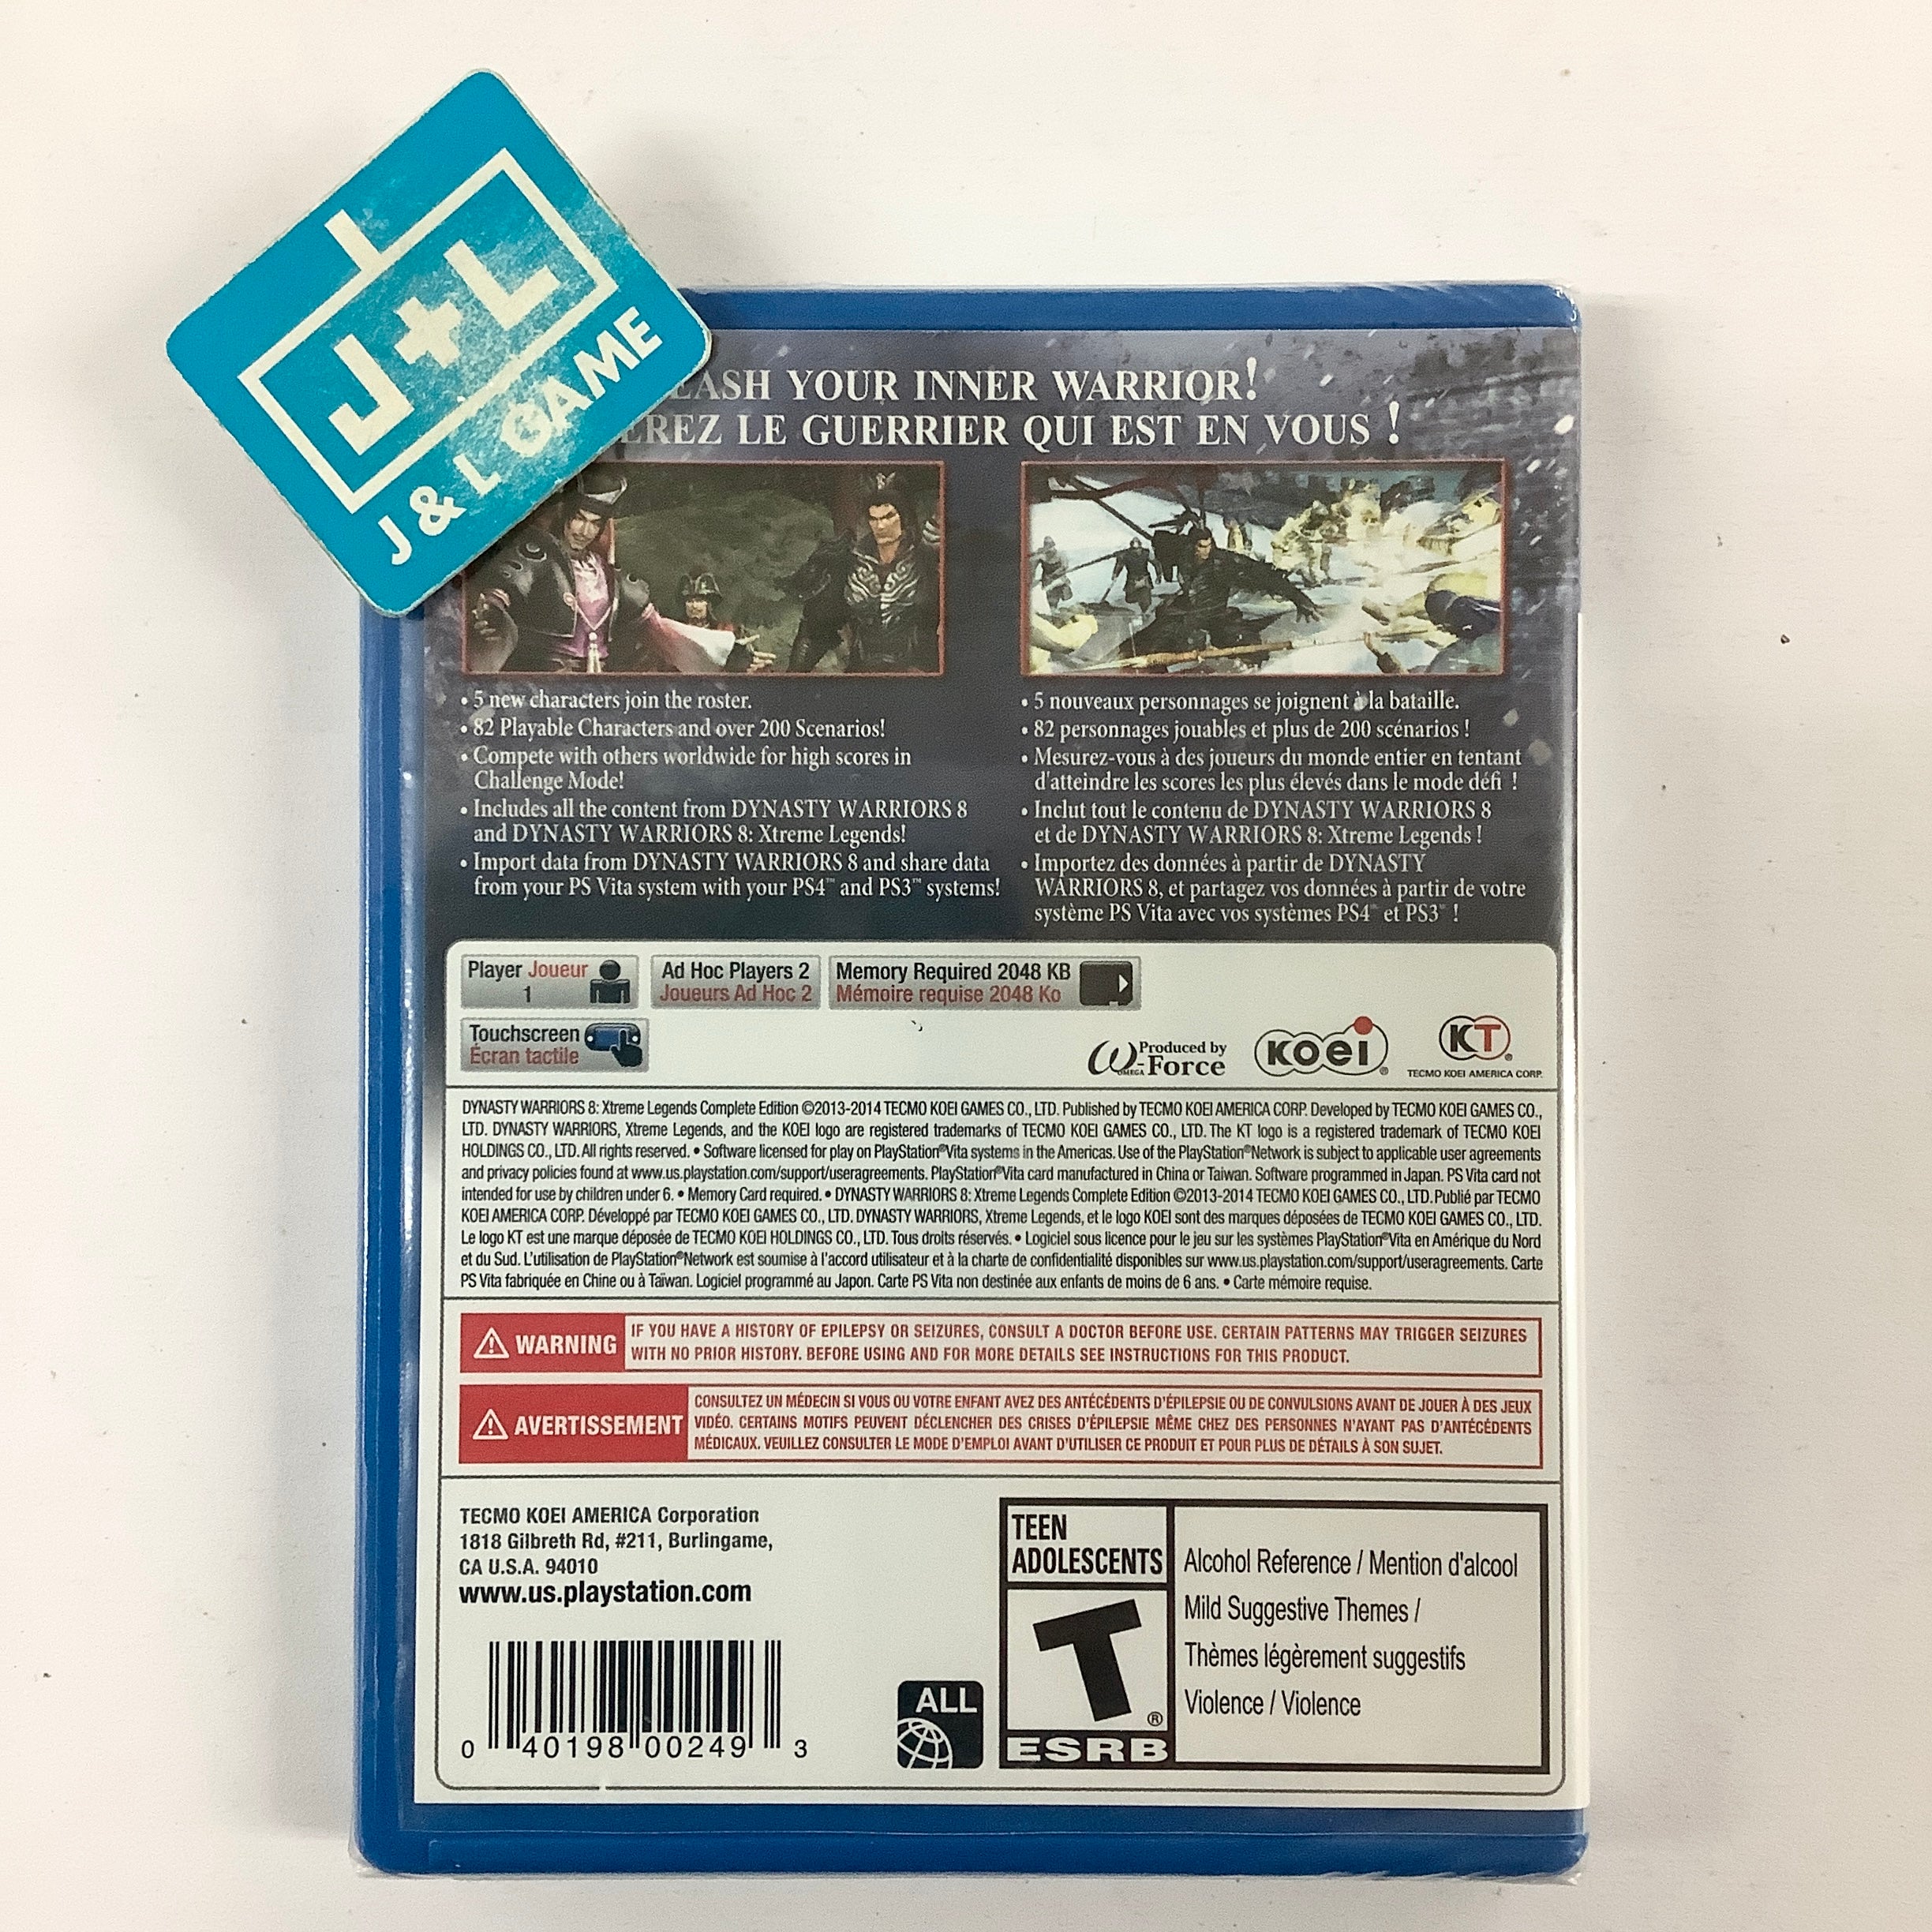 J+L
J & L GAME
YOUR INNER WARRIOR!
LE GUERRIER QUI EST EN VOUS !
• 5 new characters join the roster.
• 82 Playable Characters and over 200 Scenarios!
• Compete with others worldwide for high scores in
Challenge Mode!
• Includes all the content from DYNASTY WARRIORS 8
and DYNASTY WARRIORS 8: Xtreme Legends!
• Import data from DYNASTY WARRIORS 8 and share data
from your PS Vita system with your PS4™ and PS3™ systems!
• 5 nouveaux personnages se joignent à la bataille.
• 82 personnages jouables et plus de 200 scénarios !
• Mesurez-vous à des joueurs du monde entier en tentant
d'atteindre les scores les plus élevés dans le mode défi !
• Inclut tout le contenu de DYNASTY WARRIORS 8
et de DYNASTY WARRIORS 8: Xtreme Legends !
• Importez des données à partir de DYNASTY
WARRIORS 8, et partagez vos données à partir de votre
système PS Vita avec vos systèmes PS4™ et PS3™ !
Player Joueur
1
Ad Hoc Players 2
Joueurs Ad Hoc 2
Memory Required 2048 KB
Mémoire requise 2048 Ko
Touchscreen
Écran tactile
Produced by
ω-Force
OMEGA
KOEI®
KT®
TECMO KOEI AMERICA CORP.
DYNASTY WARRIORS 8: Xtreme Legends Complete Edition ©2013-2014 TECMO KOEI GAMES CO., LTD. Published by TECMO KOEI AMERICA CORP. Developed by TECMO KOEI GAMES CO.,
LTD. DYNASTY WARRIORS, Xtreme Legends, and the KOEI logo are registered trademarks of TECMO KOEI GAMES CO., LTD. The KT logo is a registered trademark of TECMO KOEI
HOLDINGS CO., LTD. All rights reserved. • Software licensed for play on PlayStation®Vita systems in the Americas. Use of the PlayStation®Network is subject to applicable user agreements
and privacy policies found at www.us.playstation.com/support/useragreements. PlayStation®Vita card manufactured in China or Taiwan. Software programmed in Japan. PS Vita card not
intended for use by children under 6. • Memory Card required. • DYNASTY WARRIORS 8: Xtreme Legends Complete Edition ©2013-2014 TECMO KOEI GAMES CO., LTD. Publié par TECMO
KOEI AMERICA CORP. Développé par TECMO KOEI GAMES CO., LTD. DYNASTY WARRIORS, Xtreme Legends, et le logo KOEI sont des marques déposées de TECMO KOEI GAMES CO., LTD.
Le logo KT est une marque déposée de TECMO KOEI HOLDINGS CO., LTD. Tous droits réservés. • Logiciel sous licence pour le jeu sur les systèmes PlayStation®Vita en Amérique du Nord
et du Sud. L'utilisation de PlayStation®Network est soumise à l'accord utilisateur et à la charte de confidentialité disponibles sur www.us.playstation.com/support/useragreements. Carte
PS Vita fabriquée en Chine ou à Taïwan. Logiciel programmé au Japon. Carte PS Vita non destinée aux enfants de moins de 6 ans. • Carte mémoire requise.
WARNING
IF YOU HAVE A HISTORY OF EPILEPSY OR SEIZURES, CONSULT A DOCTOR BEFORE USE. CERTAIN PATTERNS MAY TRIGGER SEIZURES
WITH NO PRIOR HISTORY. BEFORE USING AND FOR MORE DETAILS SEE INSTRUCTIONS FOR THIS PRODUCT.
AVERTISSEMENT
CONSULTEZ UN MÉDECIN SI VOUS OU VOTRE ENFANT AVEZ DES ANTÉCÉDENTS D'ÉPILEPSIE OU DE CONVULSIONS AVANT DE JOUER À DES JEUX
VIDÉO. CERTAINS MOTIFS PEUVENT DÉCLENCHER DES CRISES D'ÉPILEPSIE MÊME CHEZ DES PERSONNES N'AYANT PAS D'ANTÉCÉDENTS
MÉDICAUX. VEUILLEZ CONSULTER LE MODE D'EMPLOI AVANT D'UTILISER CE PRODUIT ET POUR PLUS DE DÉTAILS À SON SUJET.
TECMO KOEI AMERICA Corporation
1818 Gilbreth Rd, #211, Burlingame,
CA U.S.A. 94010
www.us.playstation.com
0 40198 00249 3
ALL
TEEN
ADOLESCENTS
T®
ESRB
Alcohol Reference / Mention d'alcool
Mild Suggestive Themes /
Thèmes légèrement suggestifs
Violence / Violence